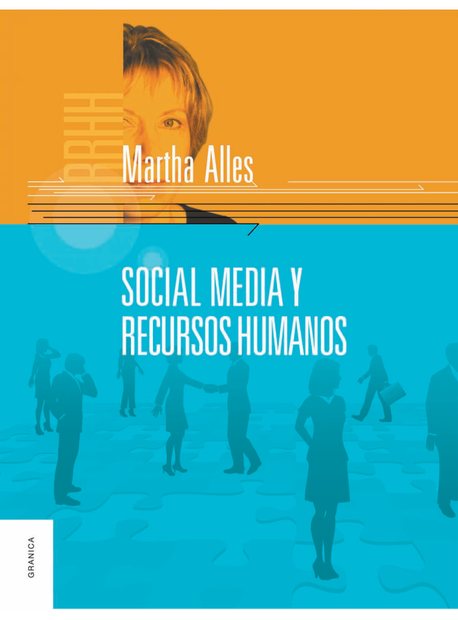 RRHH
Martha Alles
SOCIAL MEDIA Y
RECURSOS HUMANOS
GRANICA